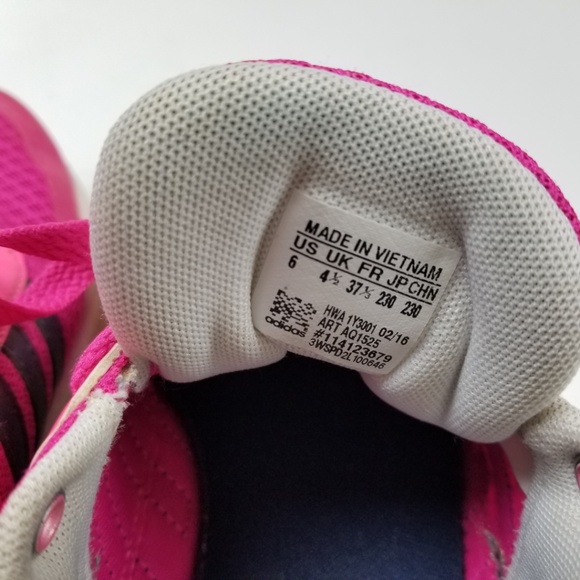 MADE IN VIETNAM
US UK FR JP CHN
6 4½ 37⅓ 230 230
HWA 1Y3001 02/16
ART AQ1525
#114123679
3WSPD2L100646
adidas